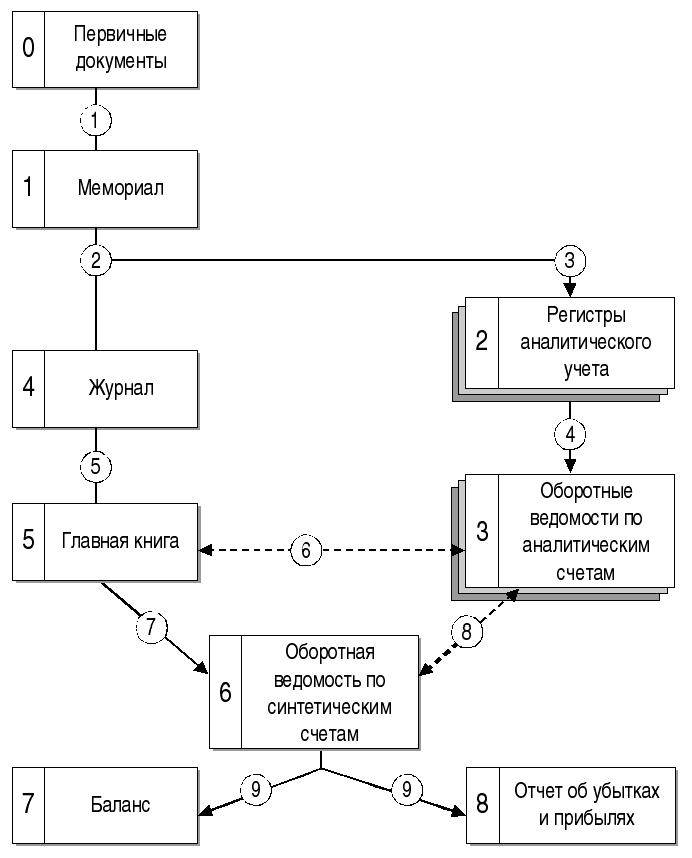 0
Первичные
документы
1
1
Мемориал
2
3
2
Регистры
аналитического
учета
4
Журнал
4
5
3
Оборотные
ведомости по
аналитическим
счетам
5
Главная книга
6
7
8
6
Оборотная
ведомость по
синтетическим
счетам
9
9
7
Баланс
8
Отчет об убытках
и прибылях